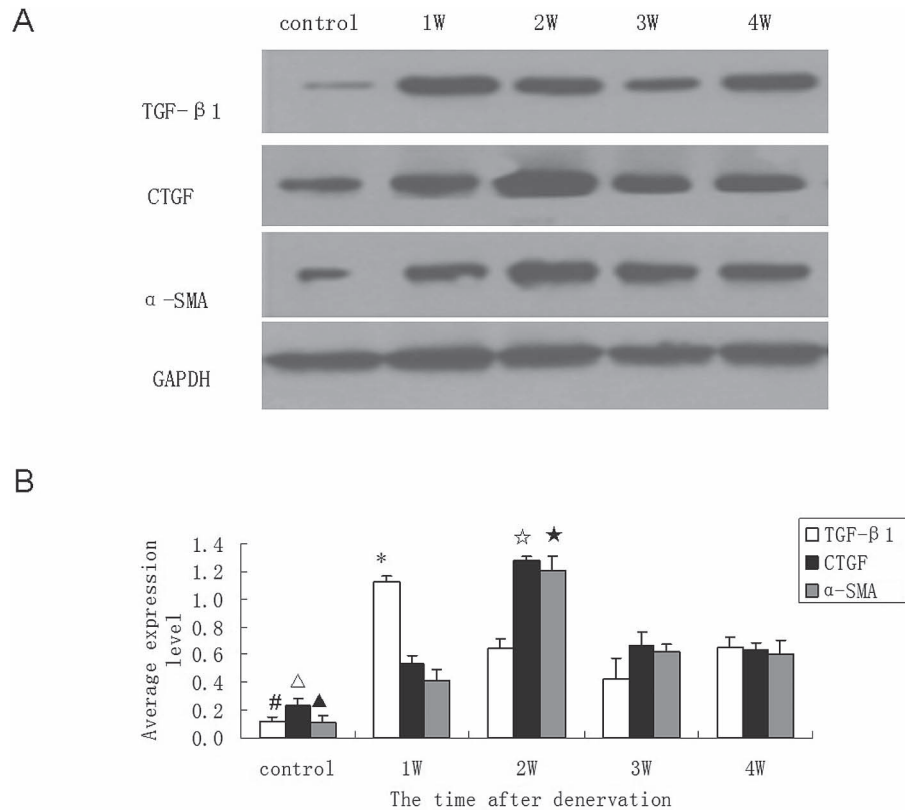 A
control 1W 2W 3W 4W
TGF-β1
CTGF
α-SMA
GAPDH
B
TGF-β1
CTGF
α-SMA
Average expression
level
1.4
1.2
1.0
0.8
0.6
0.4
0.2
0.0
# △ ▲
*
☆ ★
control 1W 2W 3W 4W
The time after denervation